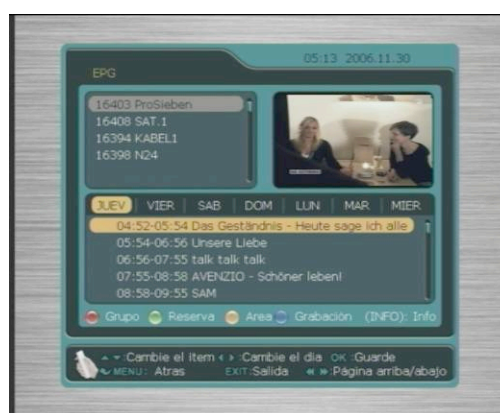 05:13 2006.11.30
EPG
16403 ProSieben
16408 SAT.1
16394 KABEL1
16398 N24
JUEV VIER SAB DOM LUN MAR MIER
04:52-05:54 Das Geständnis - Heute sage ich alle
05:54-06:56 Unsere Liebe
06:56-07:55 talk talk talk
07:55-08:58 AVENZIO - Schöner leben!
08:58-09:55 SAM
Grupo Reserva Area Grabación (INFO): Info
:Cambie el item :Cambie el dia OK :Guarde
MENU: Atras EXIT:Salida :Página arriba/abajo